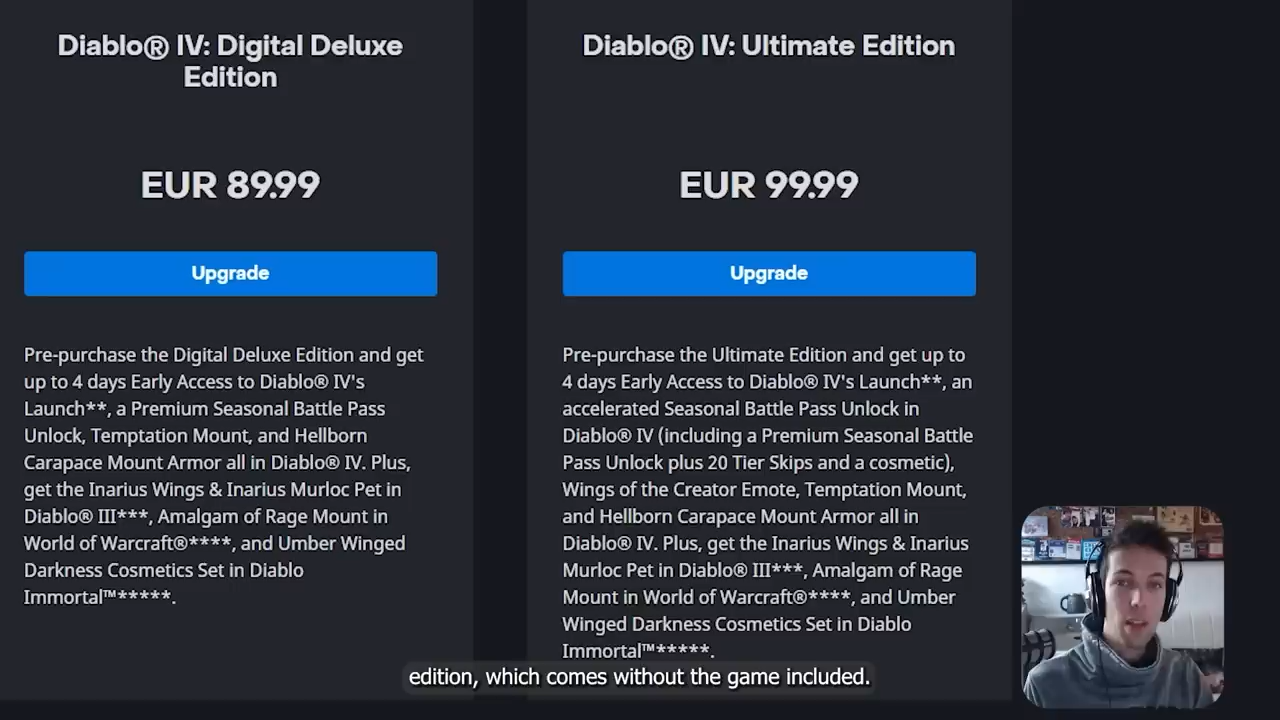 Diablo® IV: Digital Deluxe
Edition
EUR 89.99
Upgrade
Pre-purchase the Digital Deluxe Edition and get
up to 4 days Early Access to Diablo® IV's
Launch**, a Premium Seasonal Battle Pass
Unlock, Temptation Mount, and Hellborn
Carapace Mount Armor all in Diablo® IV. Plus,
get the Inarius Wings & Inarius Murloc Pet in
Diablo® III***, Amalgam of Rage Mount in
World of Warcraft®****, and Umber Winged
Darkness Cosmetics Set in Diablo
Immortal™*****.
Diablo® IV: Ultimate Edition
EUR 99.99
Upgrade
Pre-purchase the Ultimate Edition and get up to
4 days Early Access to Diablo® IV's Launch**, an
accelerated Seasonal Battle Pass Unlock in
Diablo® IV (including a Premium Seasonal Battle
Pass Unlock plus 20 Tier Skips and a cosmetic),
Wings of the Creator Emote, Temptation Mount,
and Hellborn Carapace Mount Armor all in
Diablo® IV. Plus, get the Inarius Wings & Inarius
Murloc Pet in Diablo® III***, Amalgam of Rage
Mount in World of Warcraft®****, and Umber
Winged Darkness Cosmetics Set in Diablo
Immortal™*****.
edition, which comes without the game included.